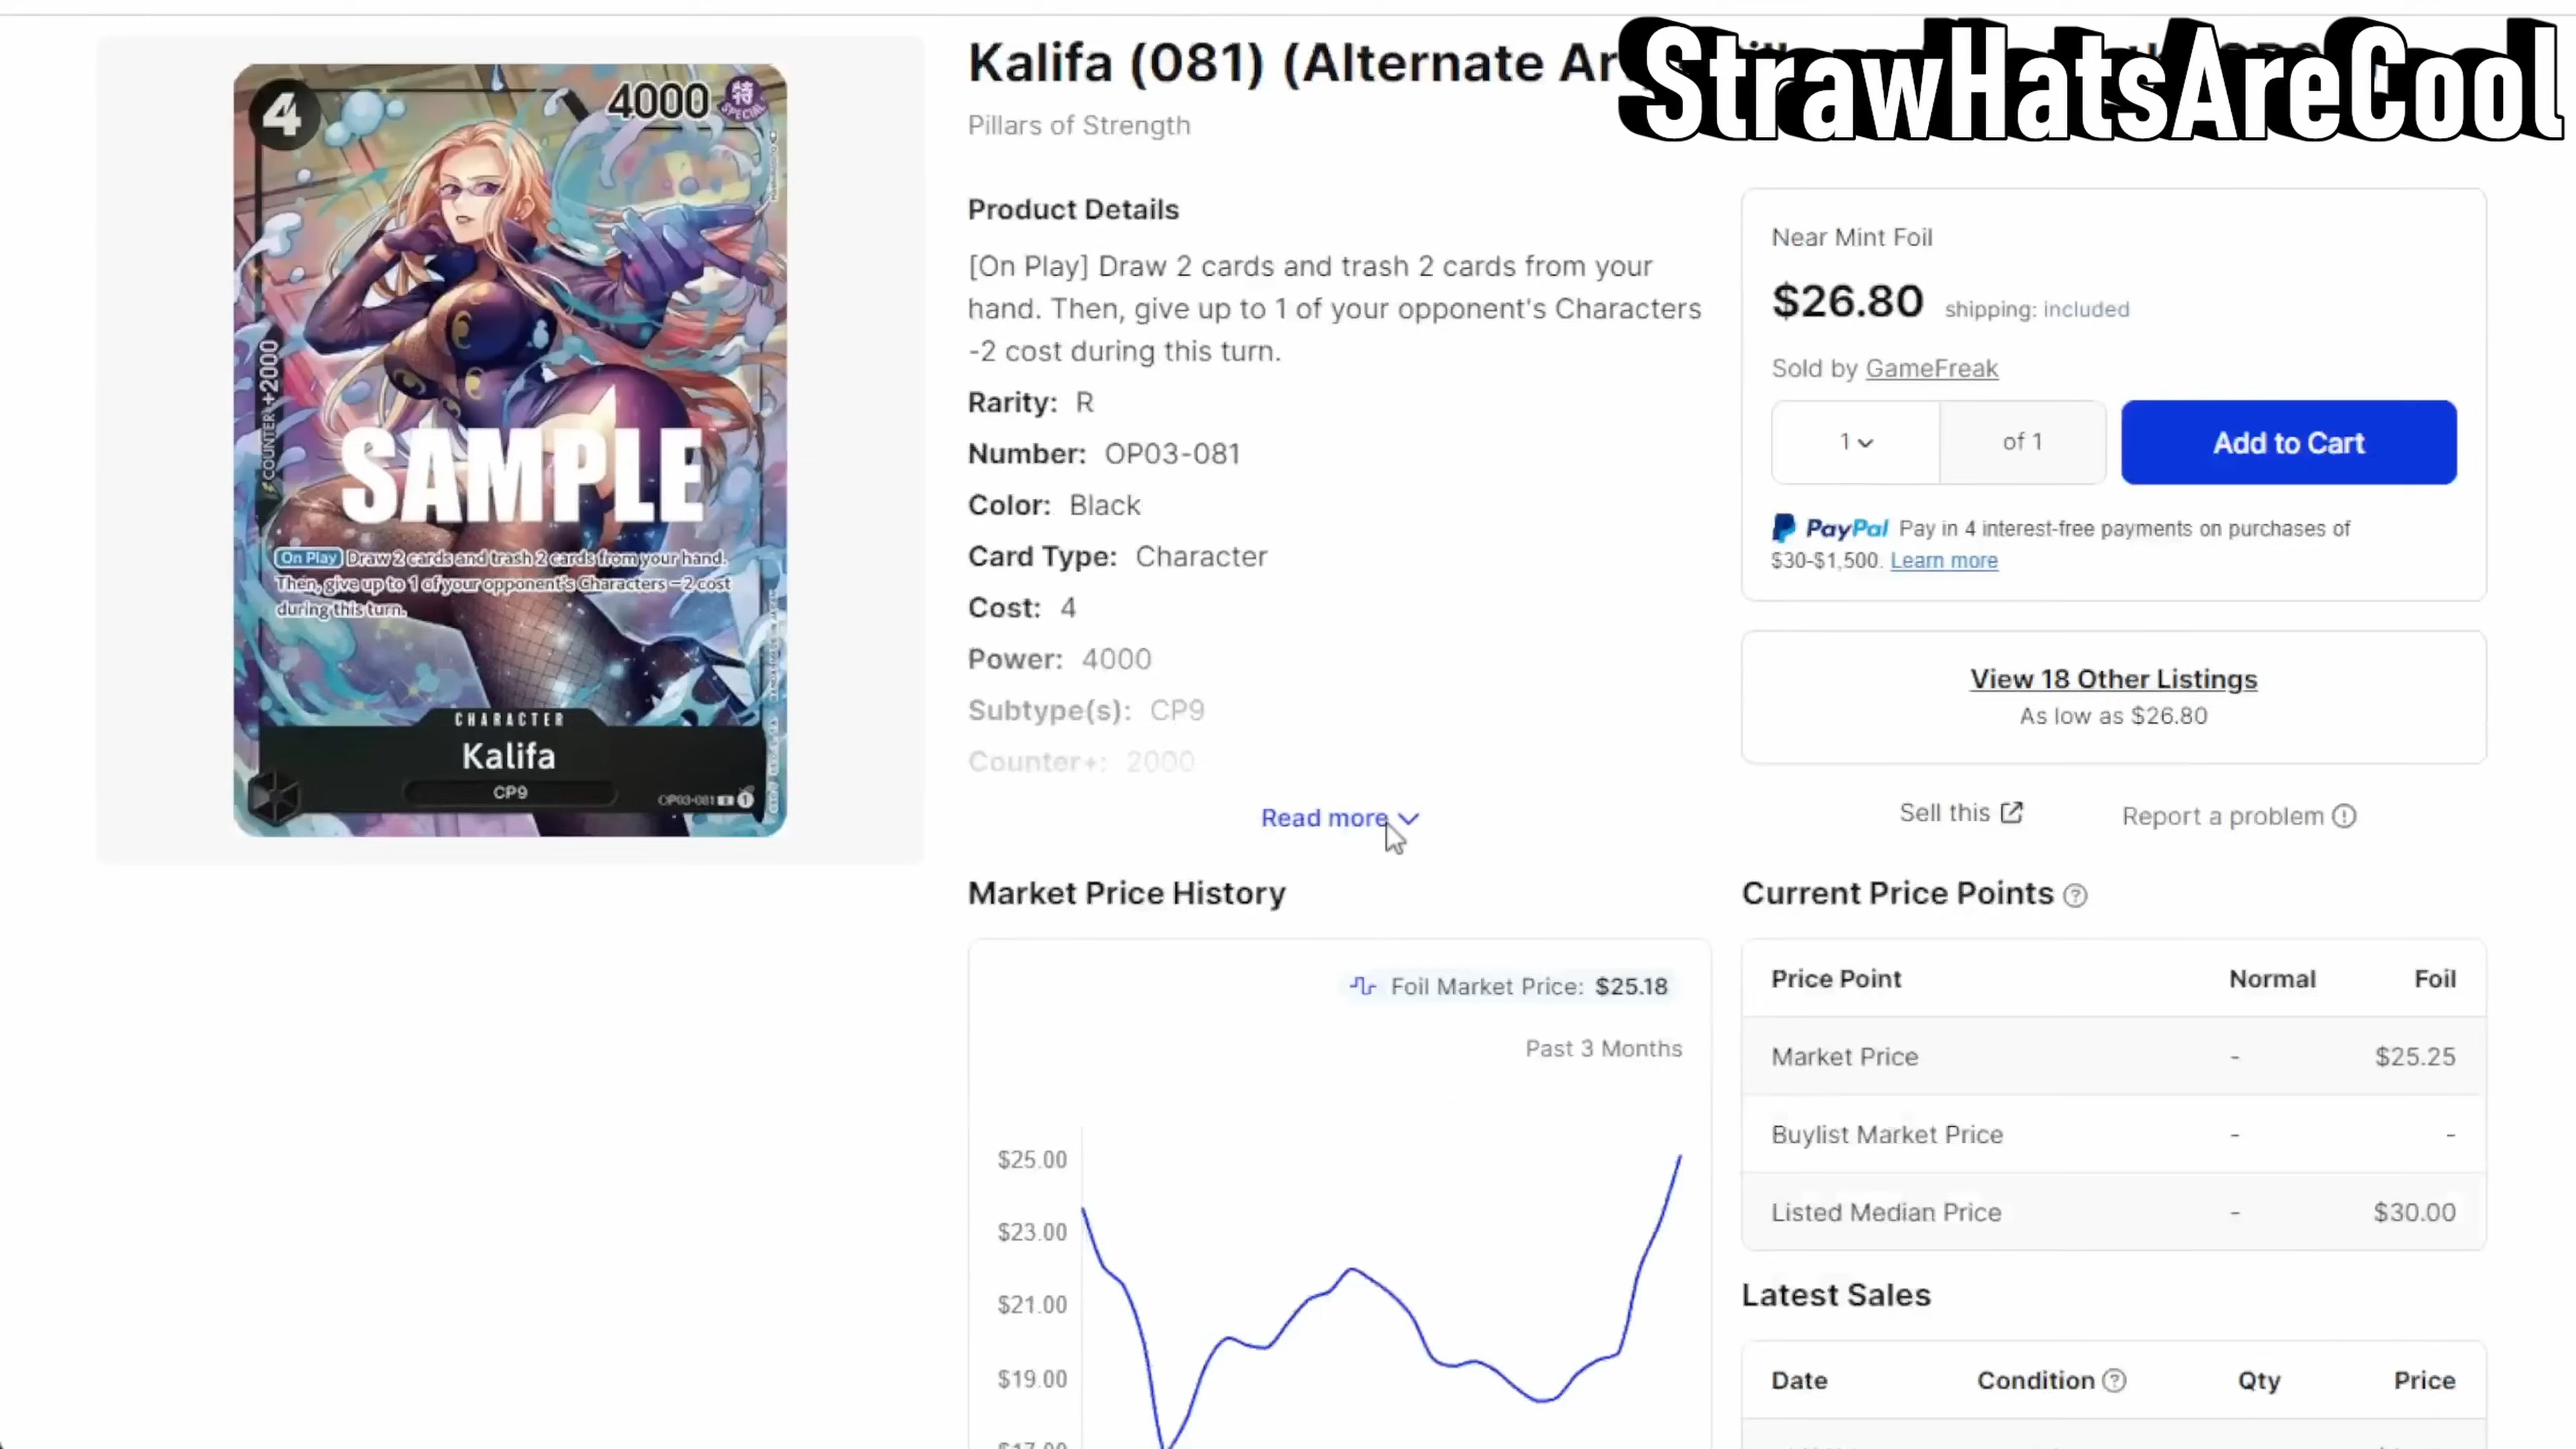 StrawHatsAreCool
Kalifa (081) (Alternate Ar
Pillars of Strength
4
4000
特
SPECIAL
COUNTER +2000
SAMPLE
On Play Draw 2 cards and trash 2 cards from your hand.
Then, give up to 1 of your opponent's Characters −2 cost
during this turn.
CHARACTER
Kalifa
CP9
OP03-081 R 1
Product Details
[On Play] Draw 2 cards and trash 2 cards from your
hand. Then, give up to 1 of your opponent's Characters
-2 cost during this turn.
Rarity: R
Number: OP03-081
Color: Black
Card Type: Character
Cost: 4
Power: 4000
Subtype(s): CP9
Counter+: 2000
Read more
Near Mint Foil
$26.80 shipping: included
Sold by GameFreak
1 of 1 Add to Cart
PayPal Pay in 4 interest-free payments on purchases of
$30-$1,500. Learn more
View 18 Other Listings
As low as $26.80
Sell this Report a problem
Market Price History
Foil Market Price: $25.18
Past 3 Months
$25.00
$23.00
$21.00
$19.00
Current Price Points
Price Point Normal Foil
Market Price - $25.25
Buylist Market Price - -
Listed Median Price - $30.00
Latest Sales
Date Condition Qty Price